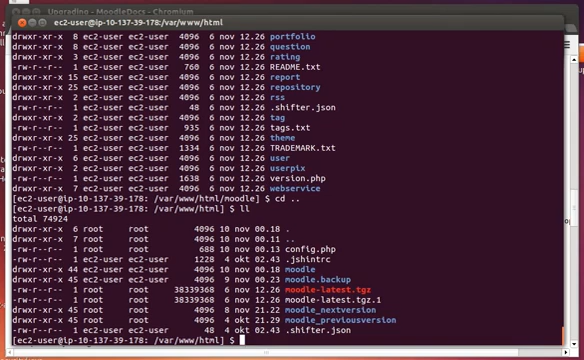 Upgrading - MoodleDocs - Chromium
ec2-user@ip-10-137-39-178:/var/www/html
drwxr-xr-x 8 ec2-user ec2-user 4096 6 nov 12.26 portfolio
drwxr-xr-x 8 ec2-user ec2-user 4096 6 nov 12.26 question
drwxr-xr-x 3 ec2-user ec2-user 4096 6 nov 12.26 rating
-rw-r--r-- 1 ec2-user ec2-user 760 6 nov 12.26 README.txt
drwxr-xr-x 15 ec2-user ec2-user 4096 6 nov 12.26 report
drwxr-xr-x 25 ec2-user ec2-user 4096 6 nov 12.26 repository
drwxr-xr-x 2 ec2-user ec2-user 4096 6 nov 12.26 rss
-rw-r--r-- 1 ec2-user ec2-user 48 6 nov 12.26 .shifter.json
drwxr-xr-x 4 ec2-user ec2-user 4096 6 nov 12.26 tag
-rw-r--r-- 1 ec2-user ec2-user 935 6 nov 12.26 tags.txt
drwxr-xr-x 25 ec2-user ec2-user 4096 6 nov 12.26 theme
-rw-r--r-- 1 ec2-user ec2-user 1334 6 nov 12.26 TRADEMARK.txt
drwxr-xr-x 6 ec2-user ec2-user 4096 6 nov 12.26 user
drwxr-xr-x 2 ec2-user ec2-user 4096 6 nov 12.26 userpix
-rw-r--r-- 1 ec2-user ec2-user 1638 6 nov 12.26 version.php
drwxr-xr-x 8 ec2-user ec2-user 4096 6 nov 12.26 webservice
[ec2-user@ip-10-137-39-178: /var/www/html/moodle] $ cd ..
[ec2-user@ip-10-137-39-178: /var/www/html] $ ll
total 74924
drwxr-xr-x 6 root root 4096 10 nov 00.18 .
drwxr-xr-x 7 root root 4096 10 nov 00.11 ..
-rw-r--r-- 1 root root 688 10 nov 00.13 config.php
-rw-r--r-- 1 ec2-user ec2-user 1228 4 okt 02.43 .jshintrc
drwxr-xr-x 44 ec2-user ec2-user 4096 10 nov 00.18 moodle
drwxr-xr-x 45 ec2-user ec2-user 4096 9 nov 23.51 moodle.backup
-rw-r--r-- 1 root root 38339368 6 nov 12.26 moodle-latest.tgz
-rw-r--r-- 1 root root 38339368 6 nov 12.26 moodle-latest.tgz.1
drwxr-xr-x 45 ec2-user ec2-user 4096 8 nov 21.22 moodle_nextversion
drwxr-xr-x 45 ec2-user ec2-user 4096 4 okt 21.29 moodle_previousversion
-rw-r--r-- 1 ec2-user ec2-user 48 4 okt 02.43 .shifter.json
[ec2-user@ip-10-137-39-178: /var/www/html] $